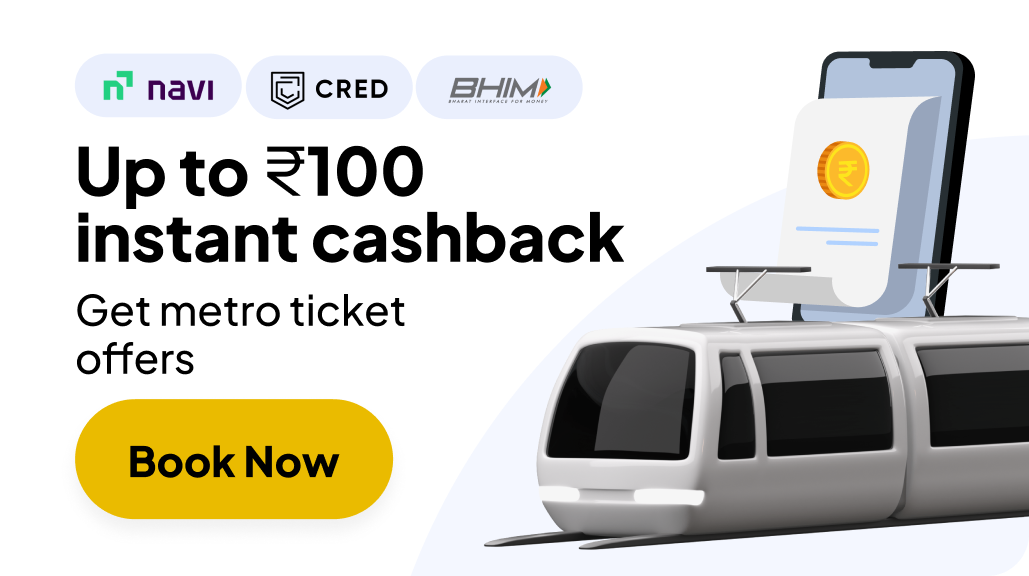 navi
CRED
BHIM
BHARAT INTERFACE FOR MONEY
Up to ₹100
instant cashback
₹
Get metro ticket
offers
Book Now